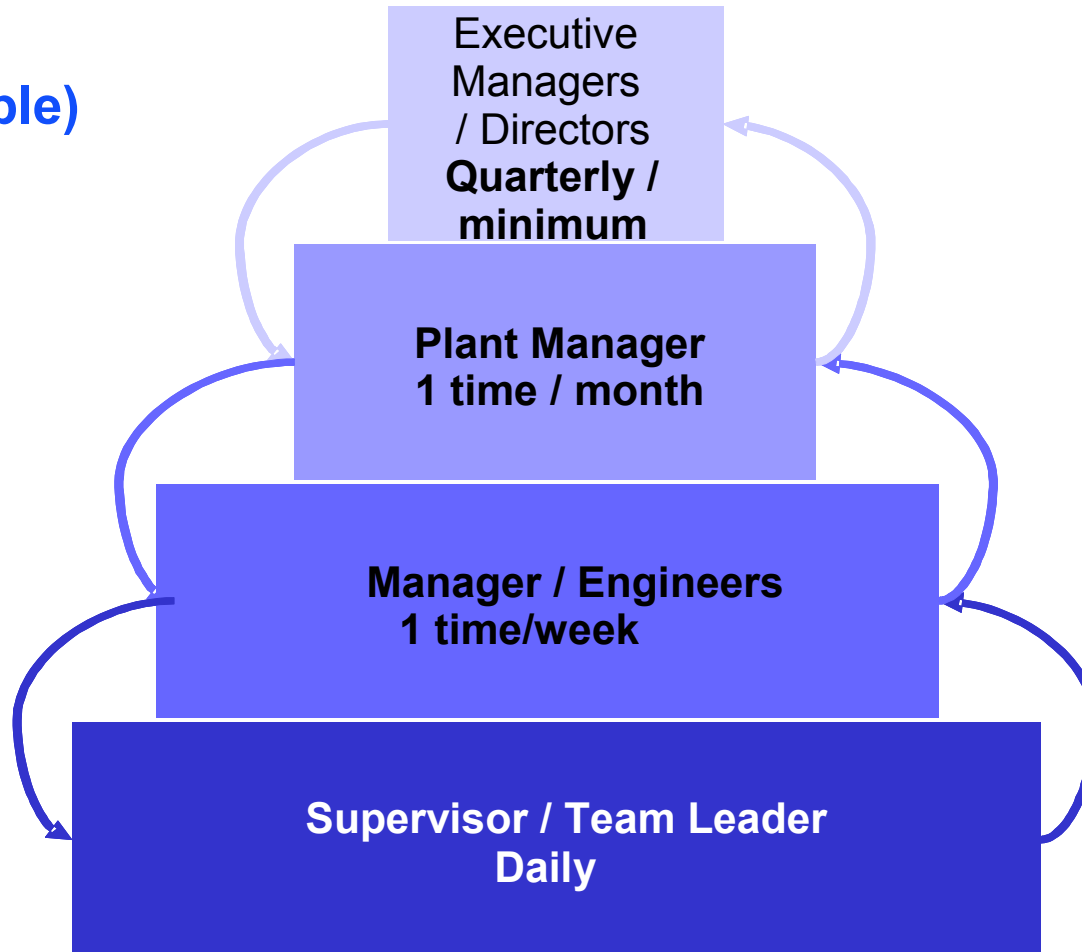 ple)
Executive
Managers
/ Directors
Quarterly /
minimum
Plant Manager
1 time / month
Manager / Engineers
1 time/week
Supervisor / Team Leader
Daily